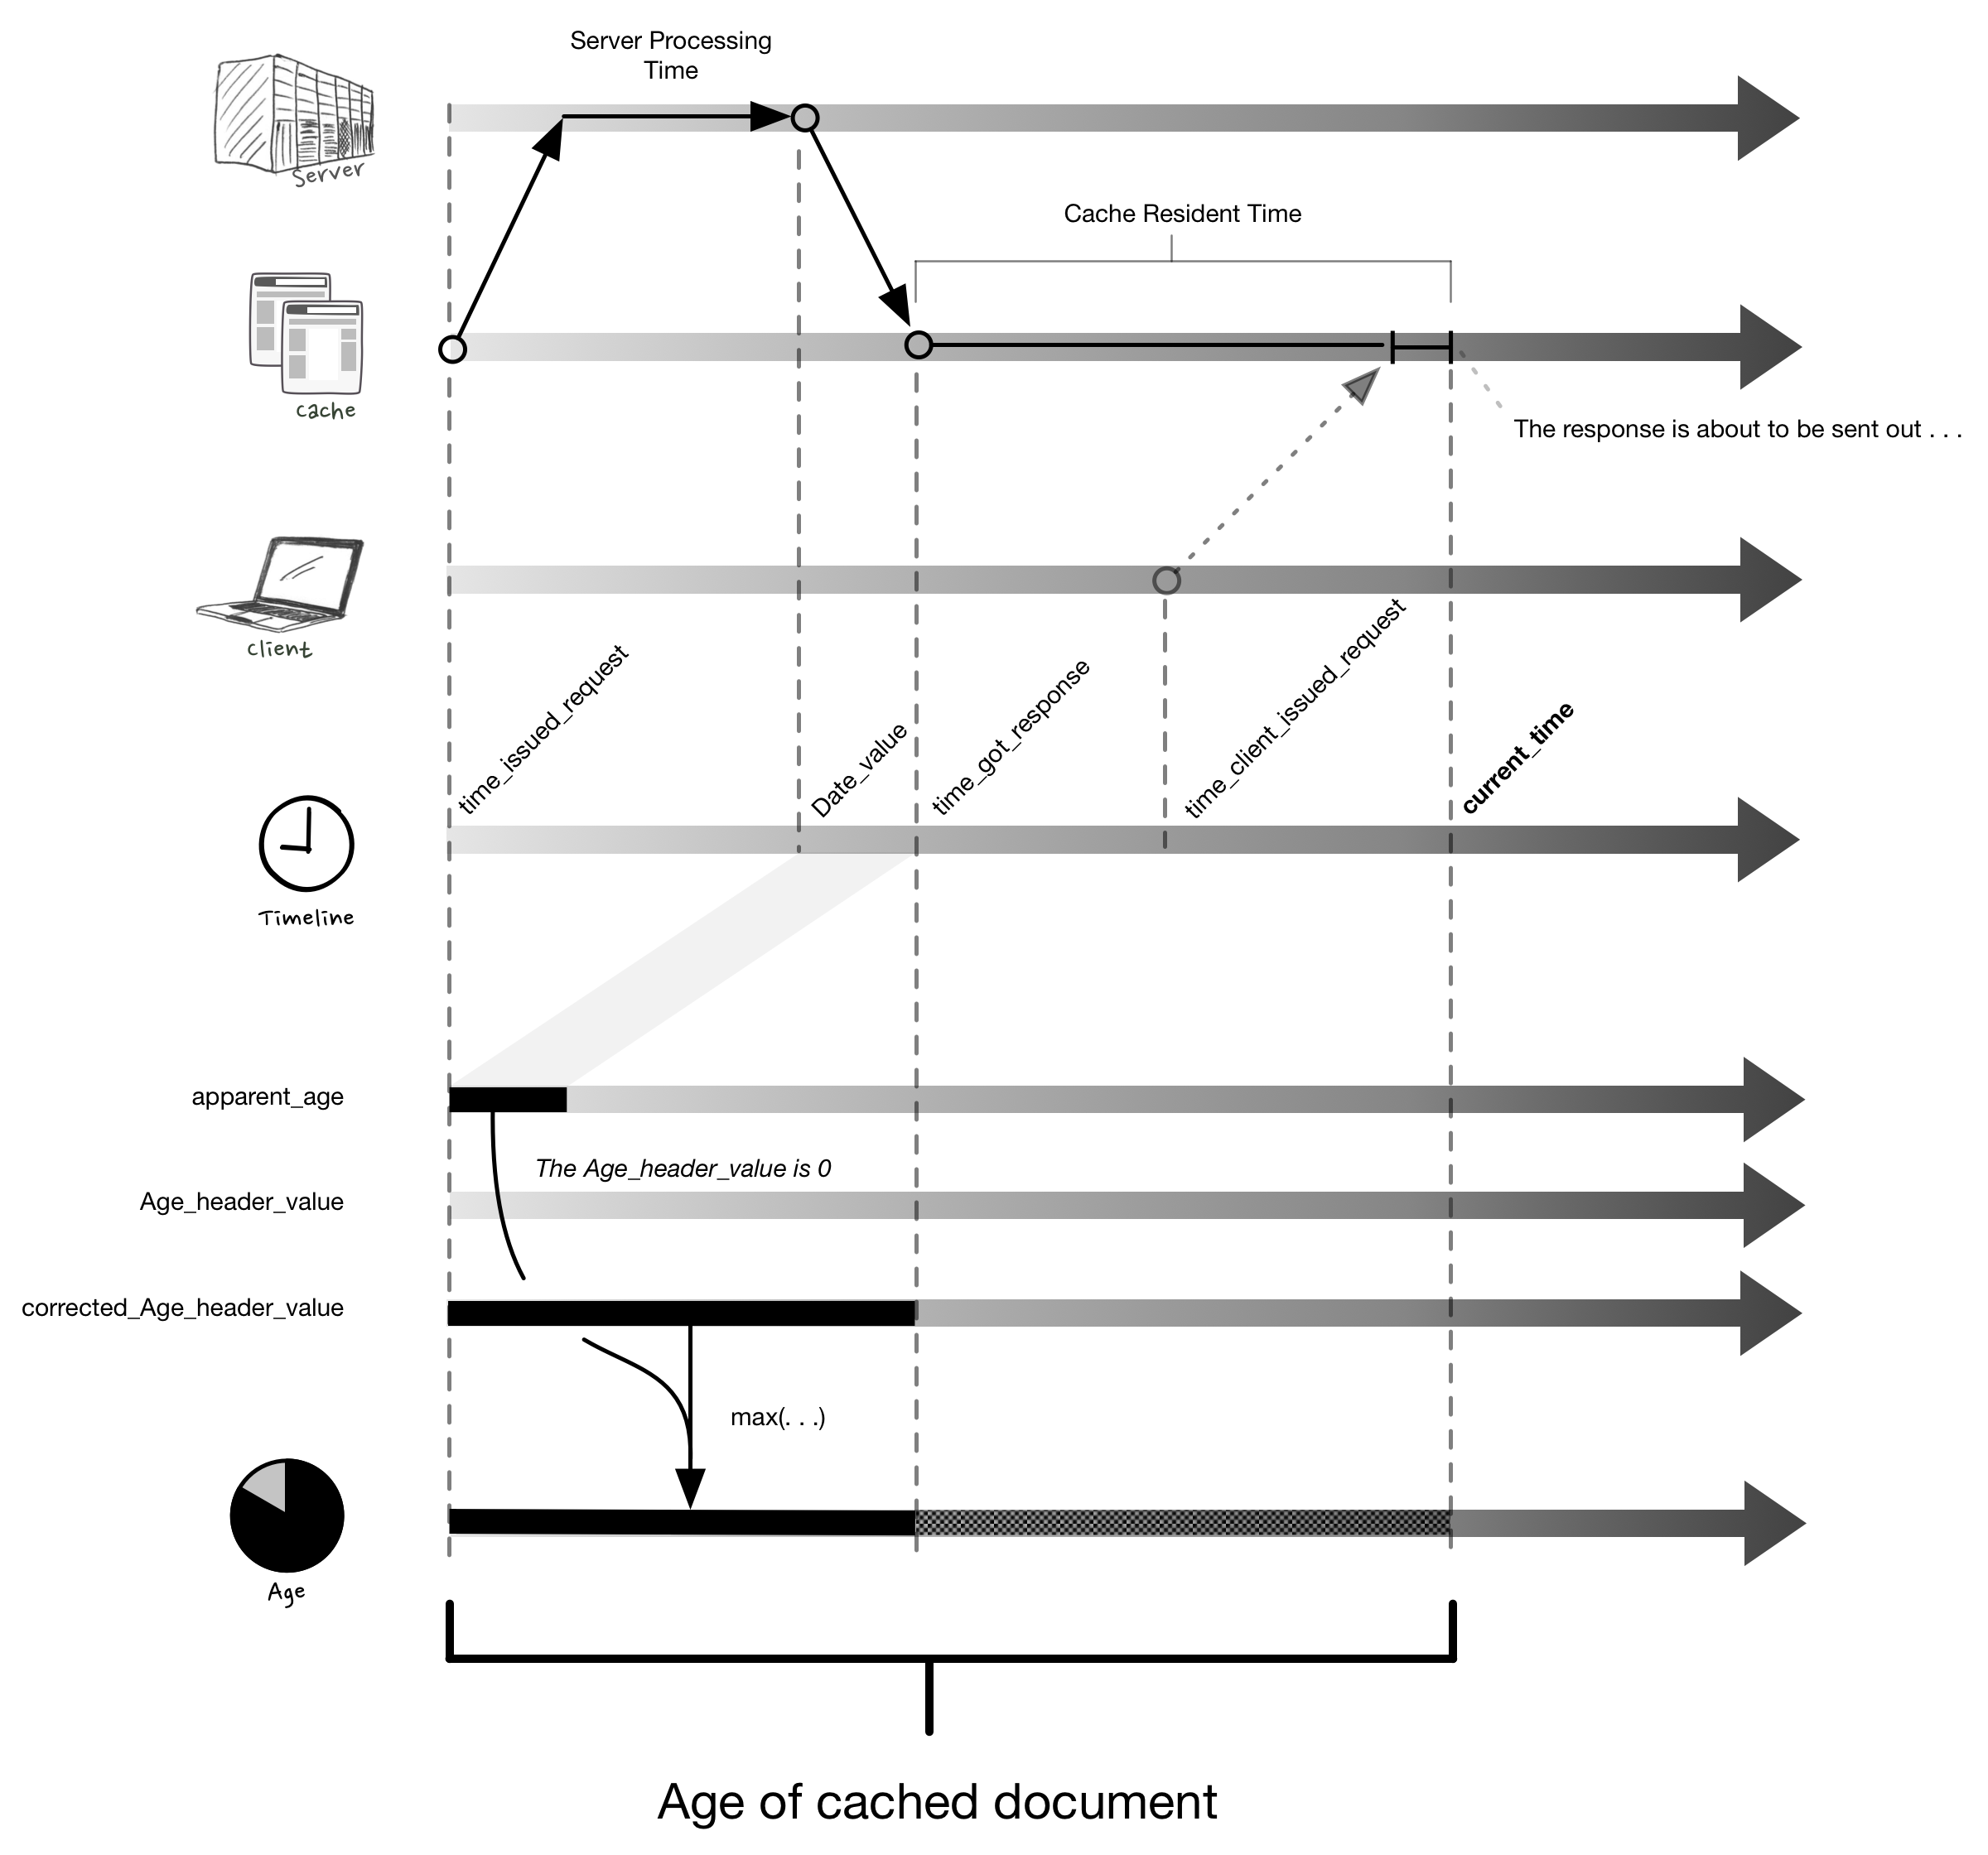 Server Processing
Time
Server
Cache Resident Time
Cache
The response is about to be sent out . . .
Client
time_issued_request
Date_value
time_got_response
time_client_issued_request
current_time
Timeline
apparent_age
The Age_header_value is 0
Age_header_value
corrected_Age_header_value
max(. . .)
Age
Age of cached document